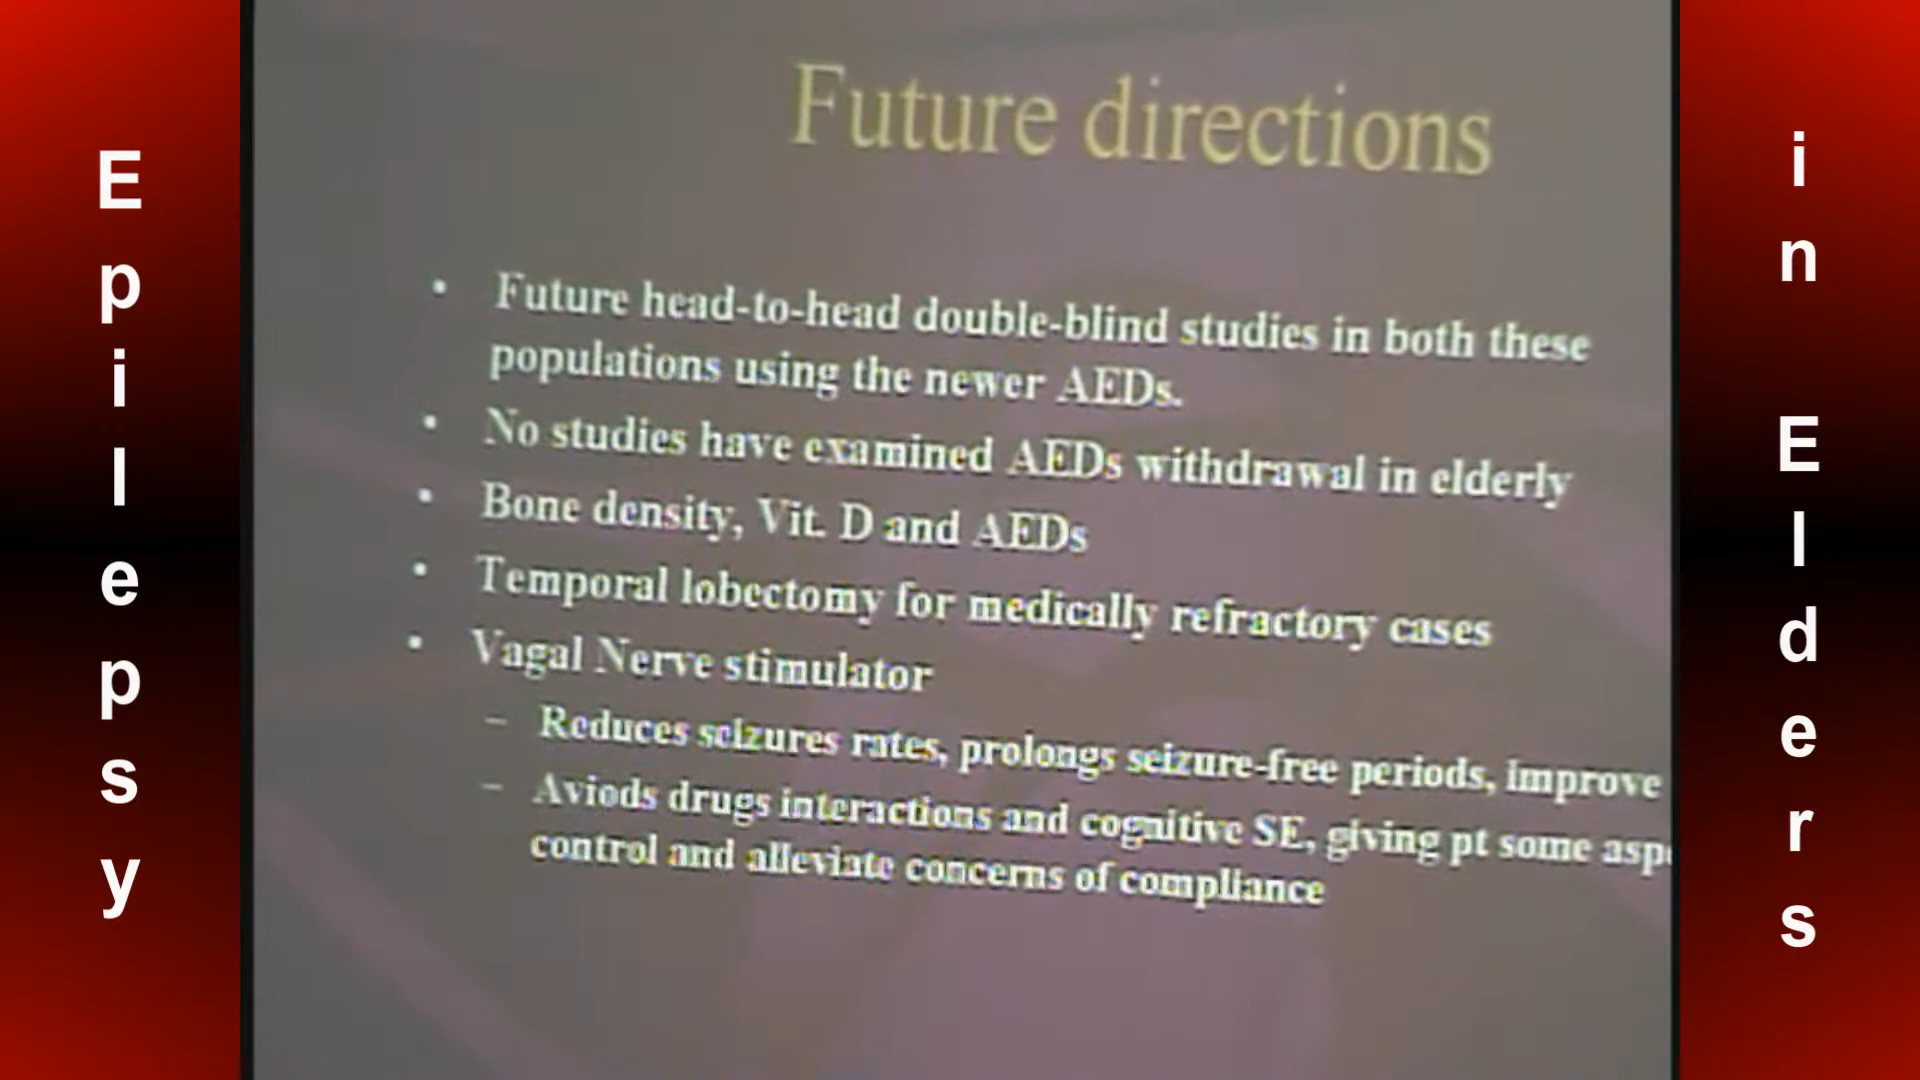 Epilepsy
Future directions
• Future head-to-head double-blind studies in both these
populations using the newer AEDs.
• No studies have examined AEDs withdrawal in elderly
• Bone density, Vit. D and AEDs
• Temporal lobectomy for medically refractory cases
• Vagal Nerve stimulator
– Reduces seizures rates, prolongs seizure-free periods, improve
– Aviods drugs interactions and cognitive SE, giving pt some
control and alleviate concerns of compliance
in Elders